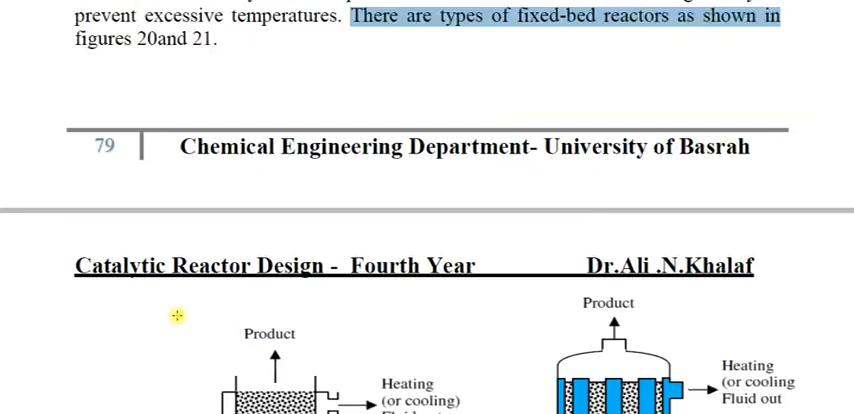 prevent excessive temperatures. There are types of fixed-bed reactors as shown in
figures 20and 21.
79
Chemical Engineering Department- University of Basrah
Catalytic Reactor Design - Fourth Year
Dr.Ali .N.Khalaf
Product
Product
Heating
(or cooling)
Heating
(or cooling
Fluid out